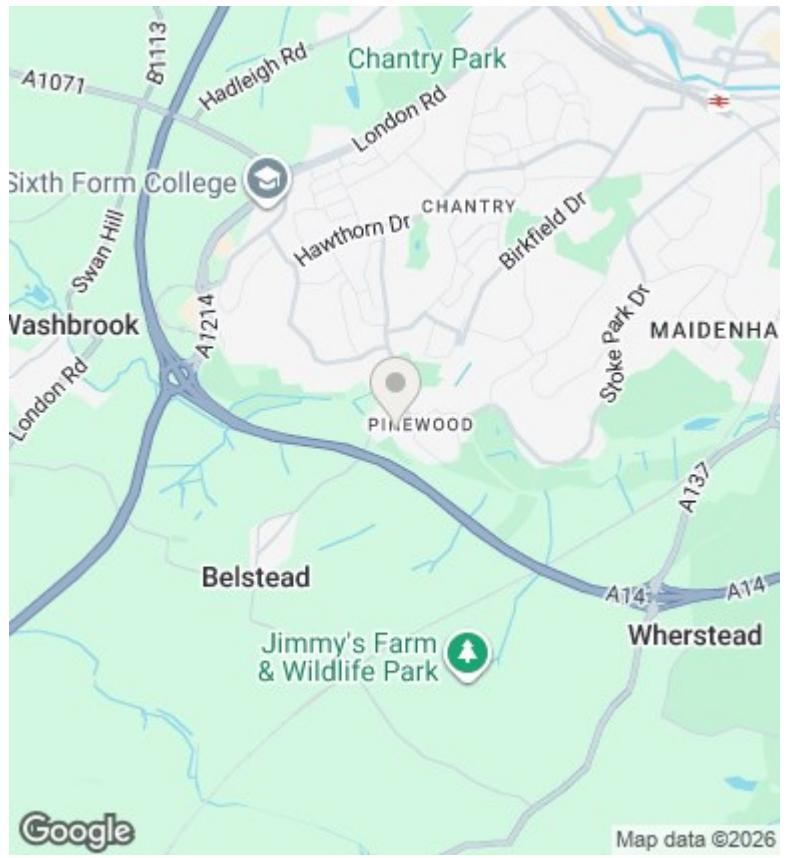 B1113
Hadleigh Rd
Chantry Park
A1071
London Rd
Sixth Form College
CHANTRY
Hawthorn Dr
Birkfield Dr
Swan Hill
A1214
Washbrook
Stoke Park Dr
MAIDENHA
London Rd
PINEWOOD
A137
Belstead
A14
A14
Wherstead
Jimmy's Farm
& Wildlife Park
Google
Map data ©2026